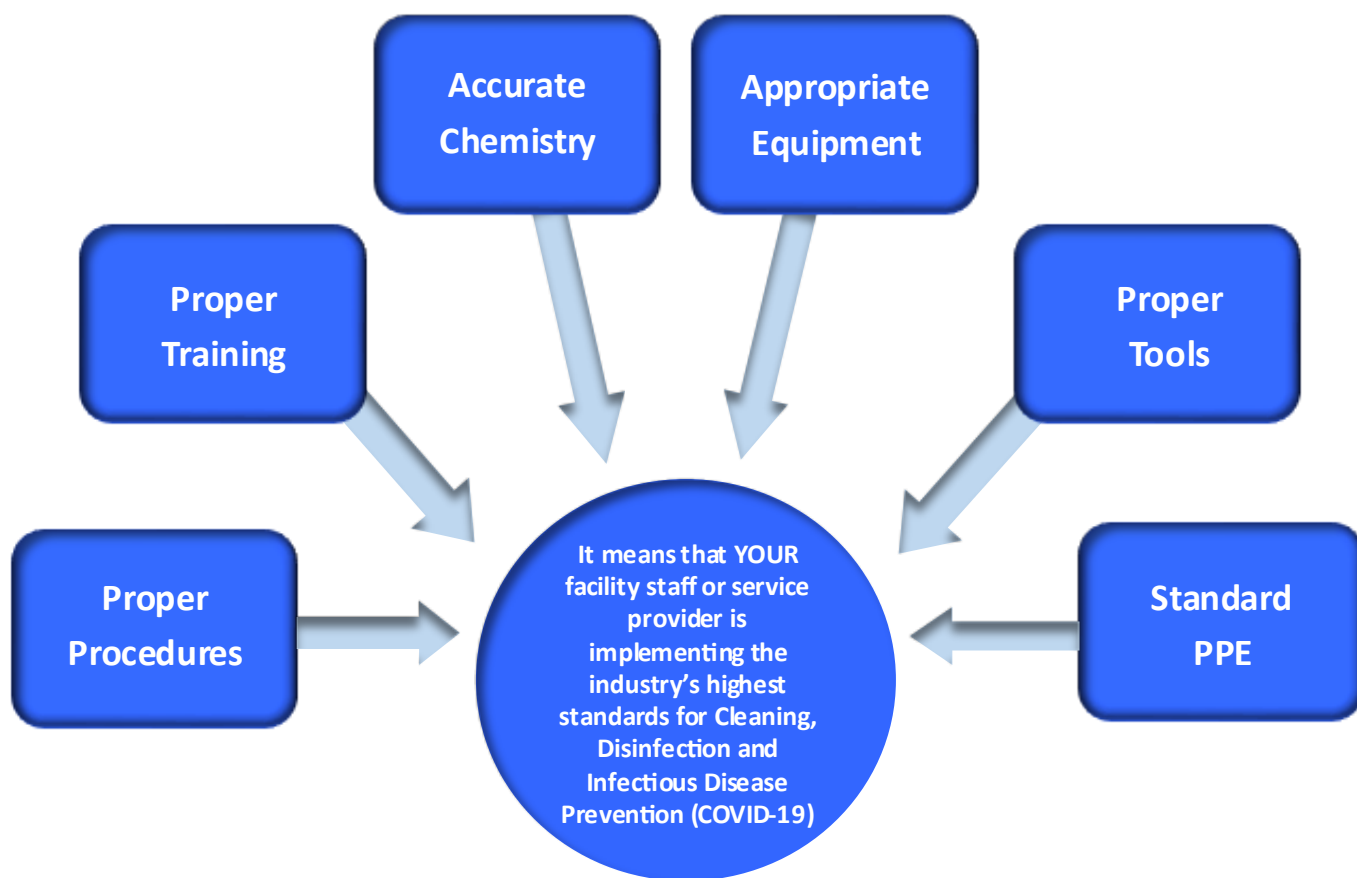 Accurate
Chemistry
Appropriate
Equipment
Proper
Training
Proper
Tools
Proper
Procedures
It means that YOUR
facility staff or service
provider is
implementing the
industry’s highest
standards for Cleaning,
Disinfection and
Infectious Disease
Prevention (COVID-19)
Standard
PPE